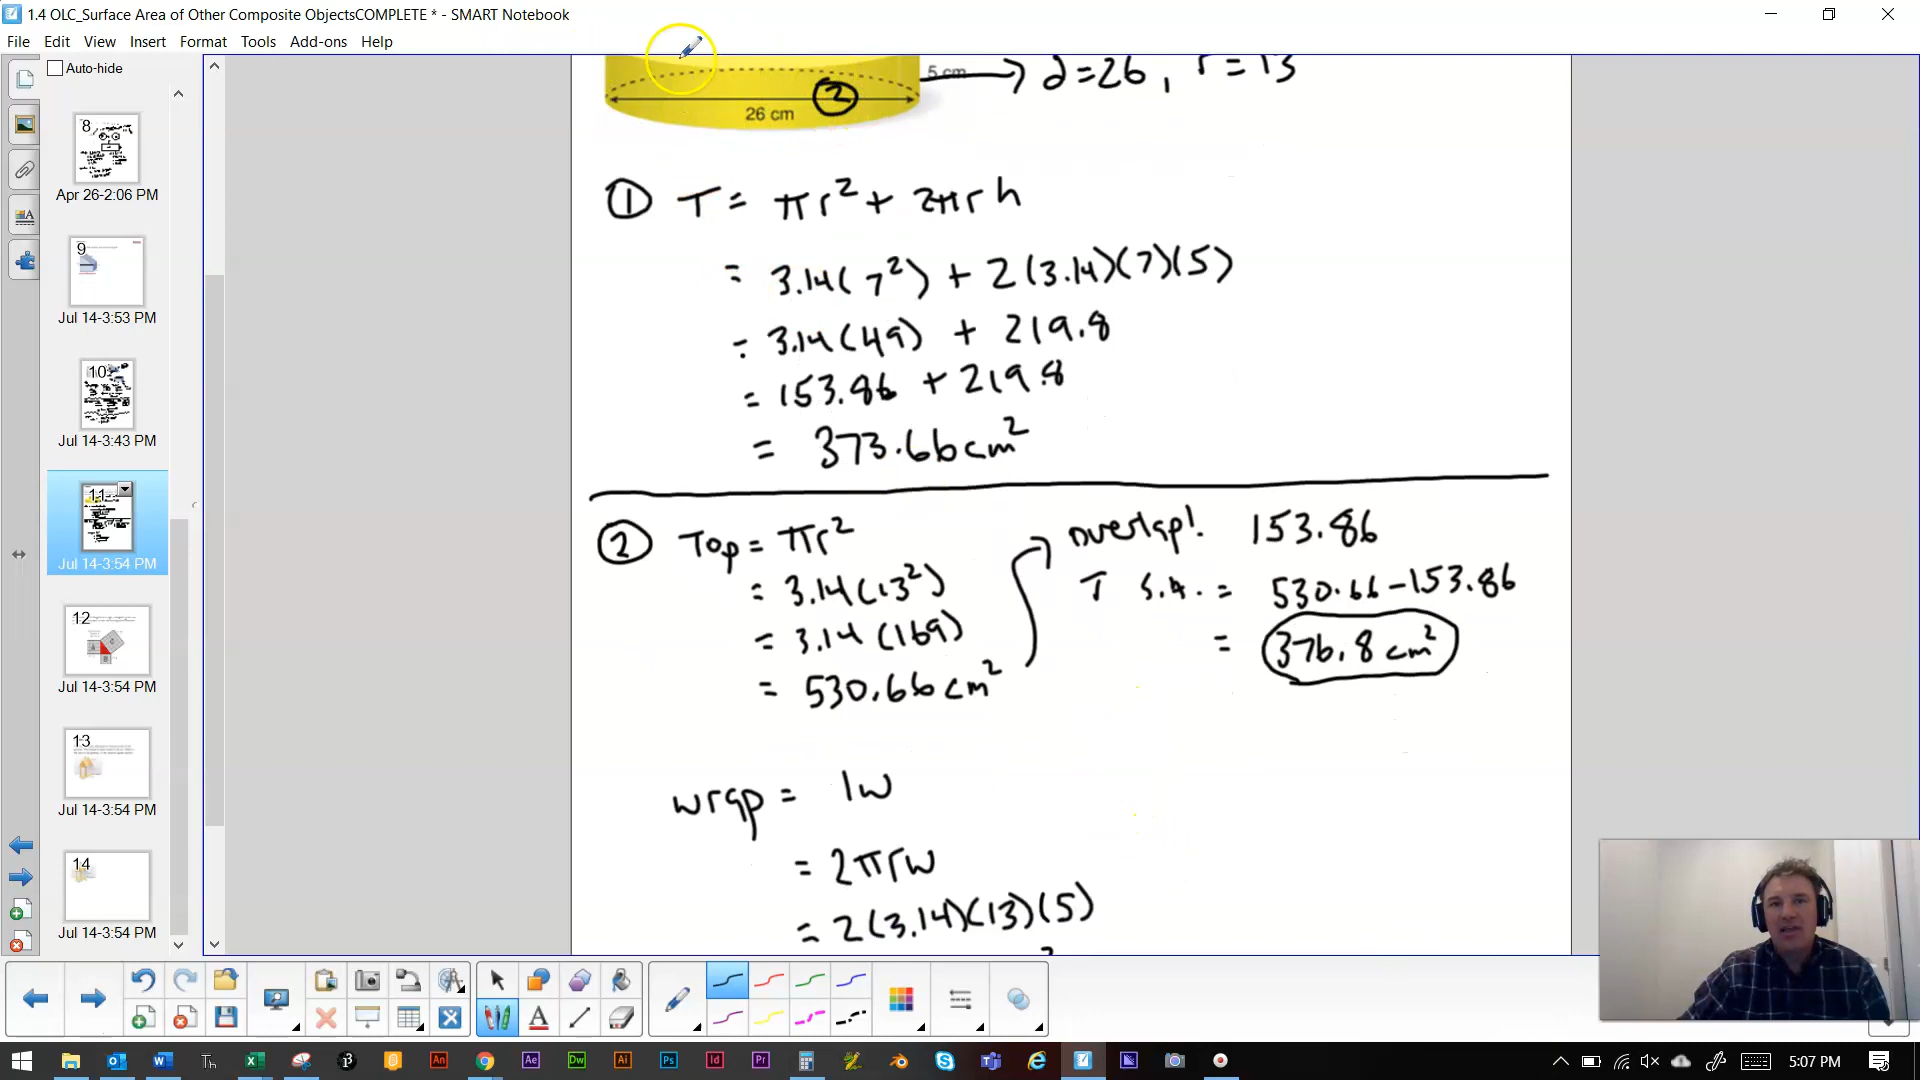 1.4 OLC_Surface Area of Other Composite ObjectsCOMPLETE * - SMART Notebook
File Edit View Insert Format Tools Add-ons Help
Auto-hide
8
Apr 26-2:06 PM
9
Jul 14-3:53 PM
10
Jul 14-3:43 PM
11
Jul 14-3:54 PM
12
Jul 14-3:54 PM
13
Jul 14-3:54 PM
14
Jul 14-3:54 PM
5 cm → d=26, r=13
2
26 cm
① T = πr² + 2πrh
= 3.14(7²) + 2(3.14)(7)(5)
= 3.14(49) + 219.8
= 153.86 + 219.8
= 373.66cm²
② Top = πr²
= 3.14(13²)
= 3.14(169)
= 530.66cm²
overlap! 153.86
T S.A. = 530.66-153.86
= 376.8 cm²
wrap = lw
= 2πrw
= 2(3.14)(13)(5)
5:07 PM